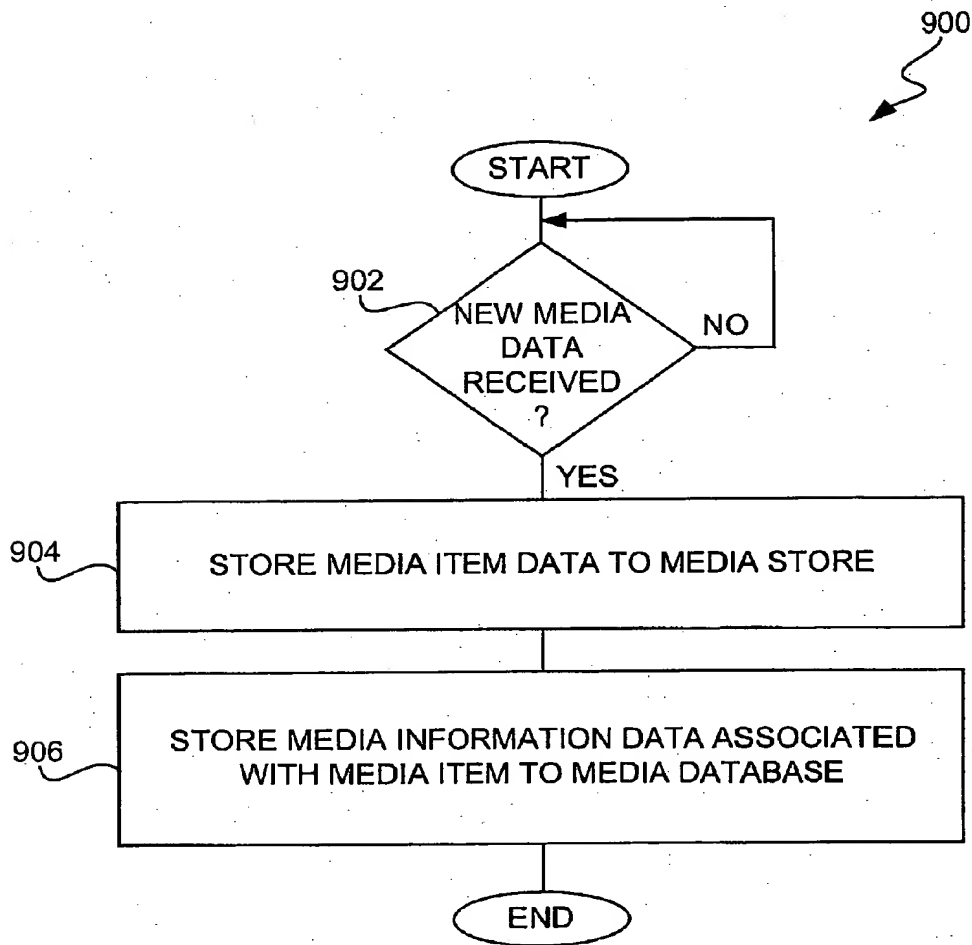 900
START
902
NEW MEDIA
DATA
RECEIVED
?
NO
YES
904
STORE MEDIA ITEM DATA TO MEDIA STORE
906
STORE MEDIA INFORMATION DATA ASSOCIATED
WITH MEDIA ITEM TO MEDIA DATABASE
END